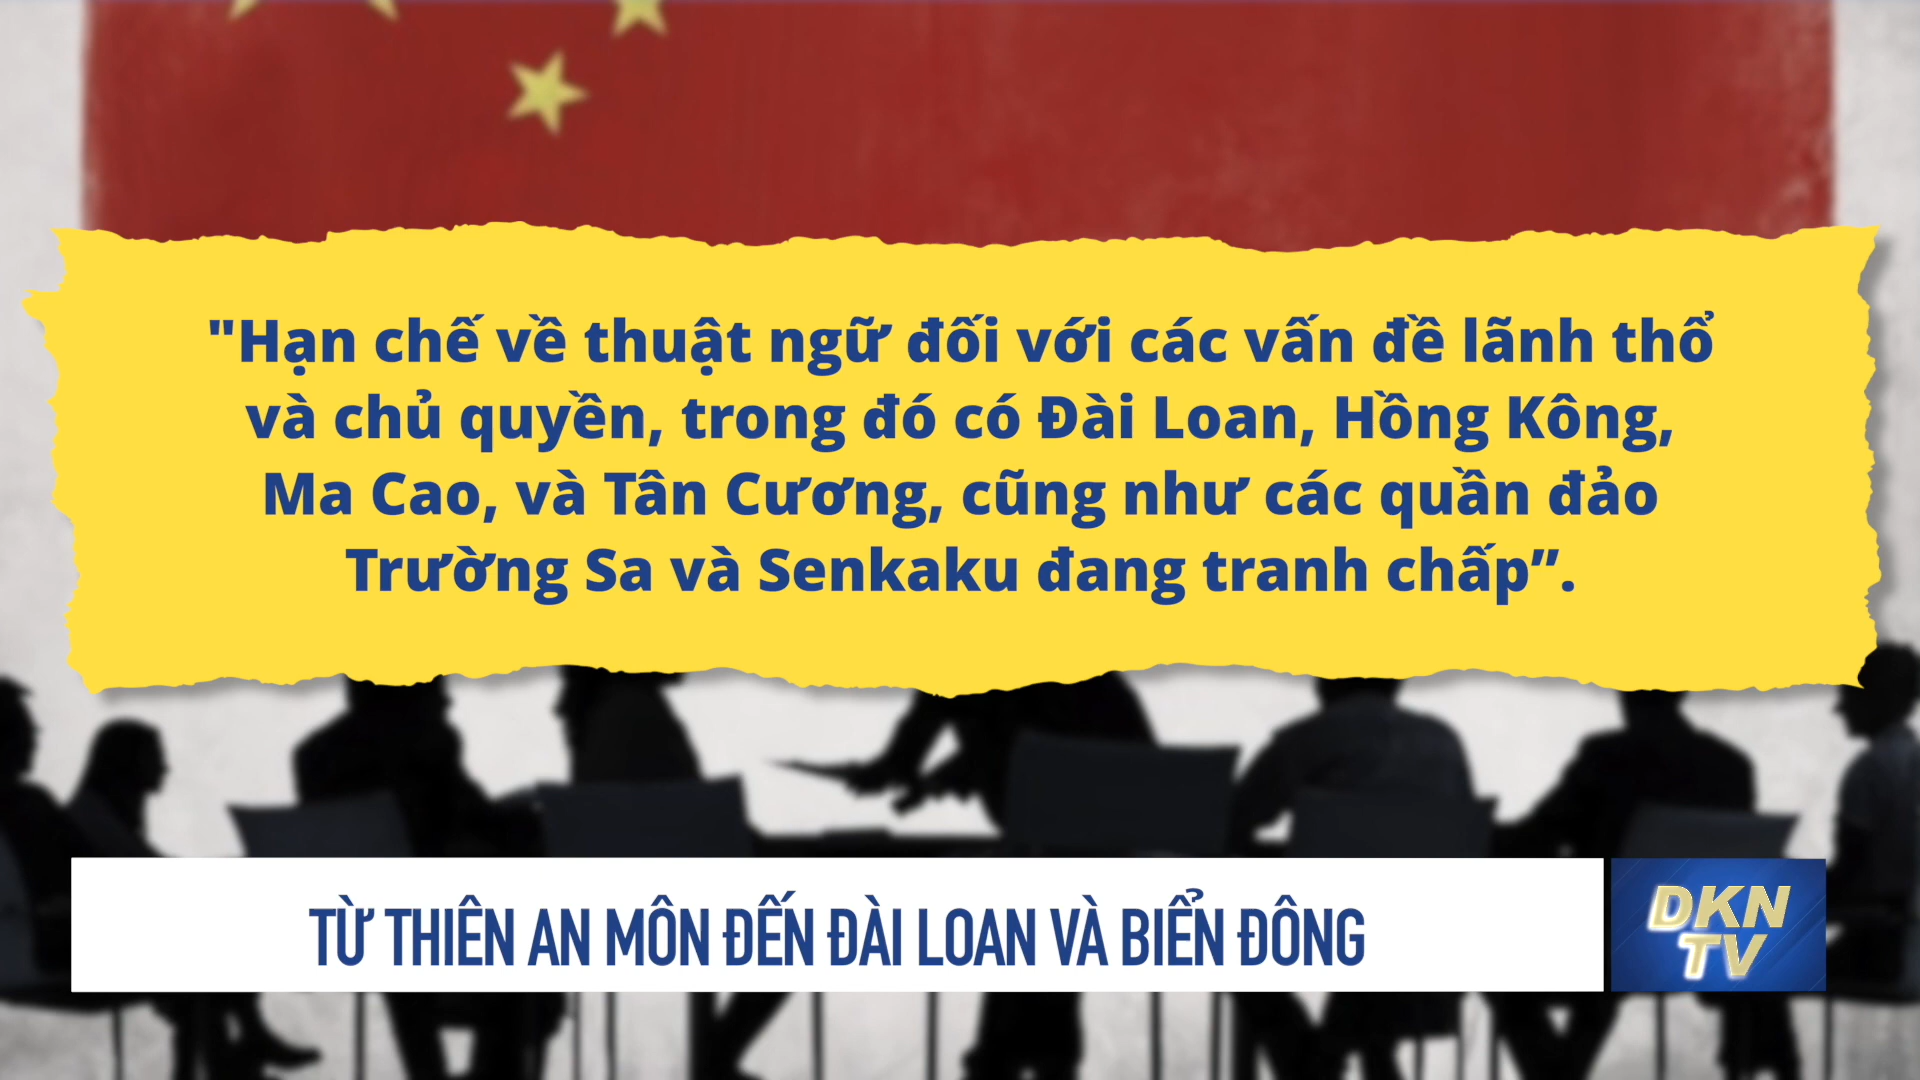 "Hạn chế về thuật ngữ đối với các vấn đề lãnh thổ
và chủ quyền, trong đó có Đài Loan, Hồng Kông,
Ma Cao, và Tân Cương, cũng như các quần đảo
Trường Sa và Senkaku đang tranh chấp”.
TỪ THIÊN AN MÔN ĐẾN ĐÀI LOAN VÀ BIỂN ĐÔNG
DKN
TV